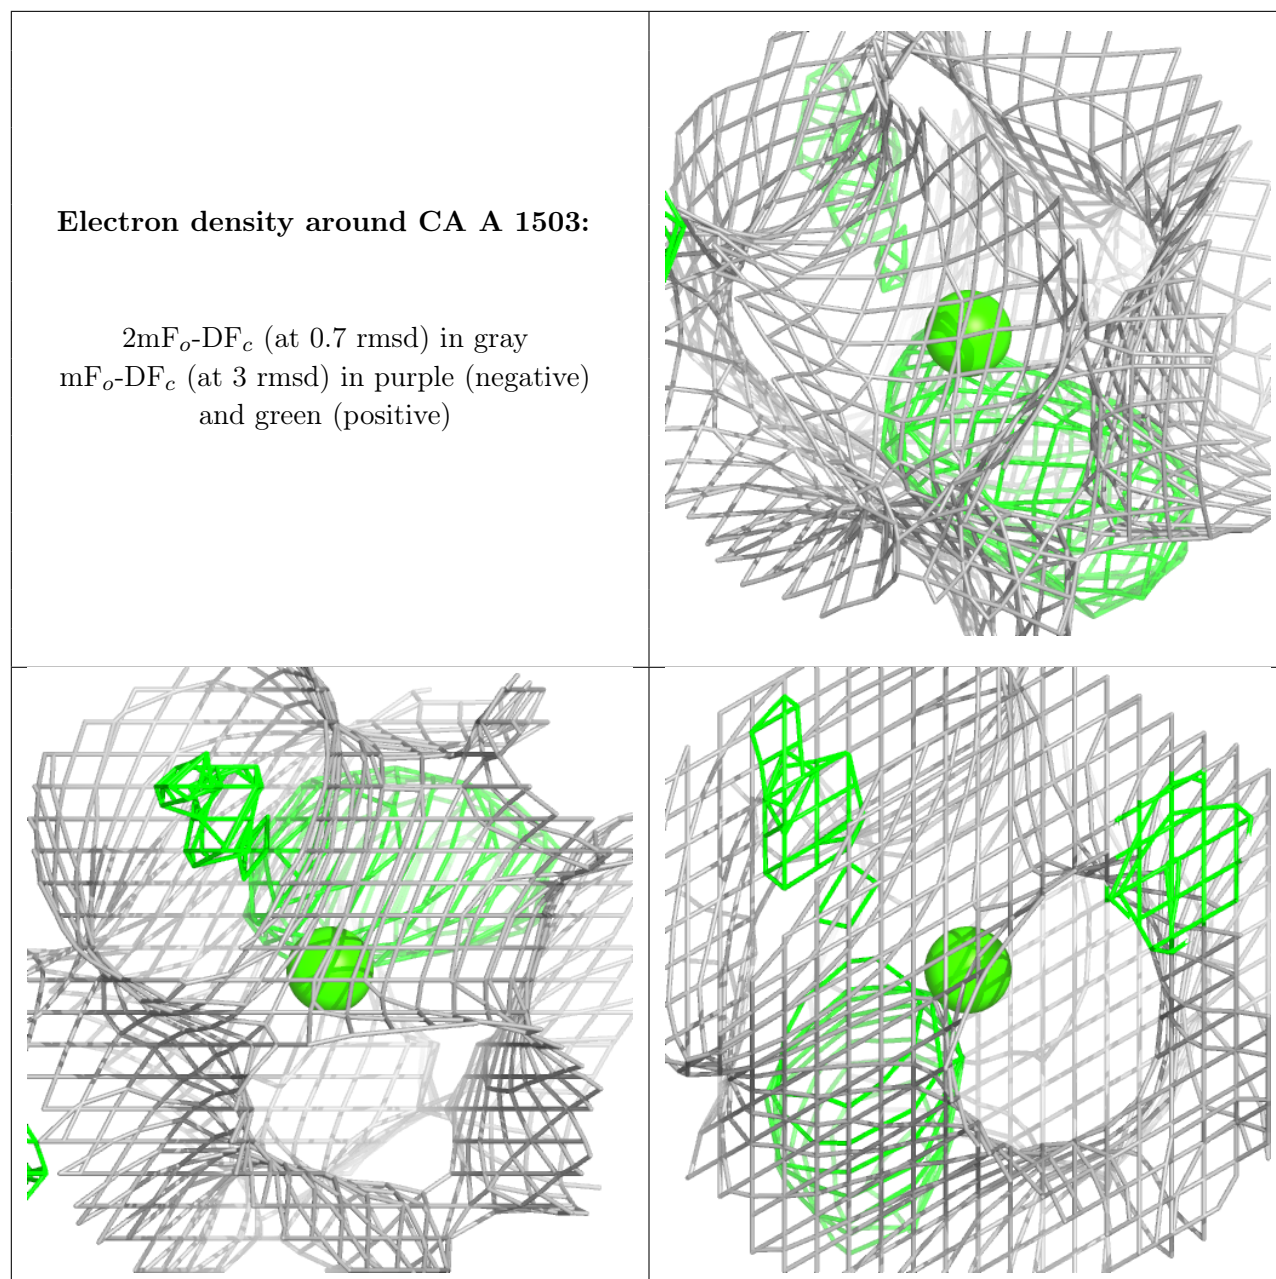 Electron density around CA A 1503:
2mFo-DFc (at 0.7 rmsd) in gray
mFo-DFc (at 3 rmsd) in purple (negative)
and green (positive)